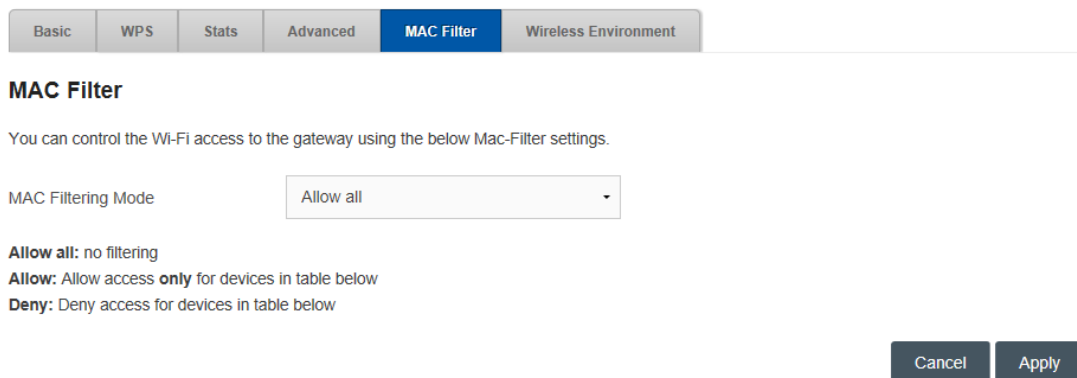 Basic WPS Stats Advanced MAC Filter Wireless Environment
MAC Filter
You can control the Wi-Fi access to the gateway using the below Mac-Filter settings.
MAC Filtering Mode Allow all
Allow all: no filtering
Allow: Allow access only for devices in table below
Deny: Deny access for devices in table below
Cancel Apply